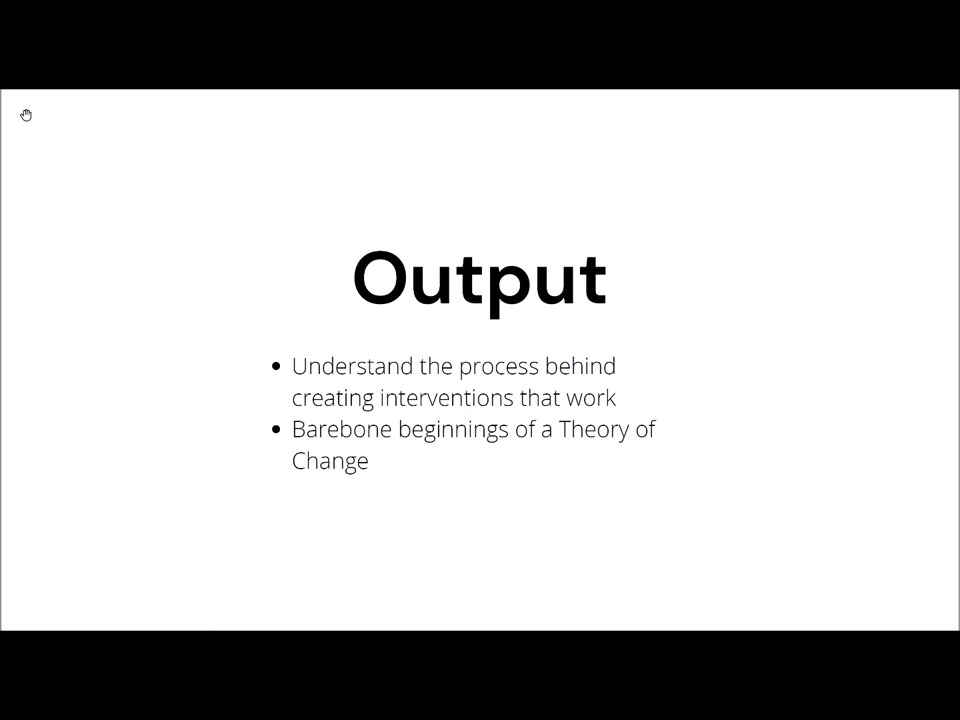 Output
• Understand the process behind
creating interventions that work
• Barebone beginnings of a Theory of
Change